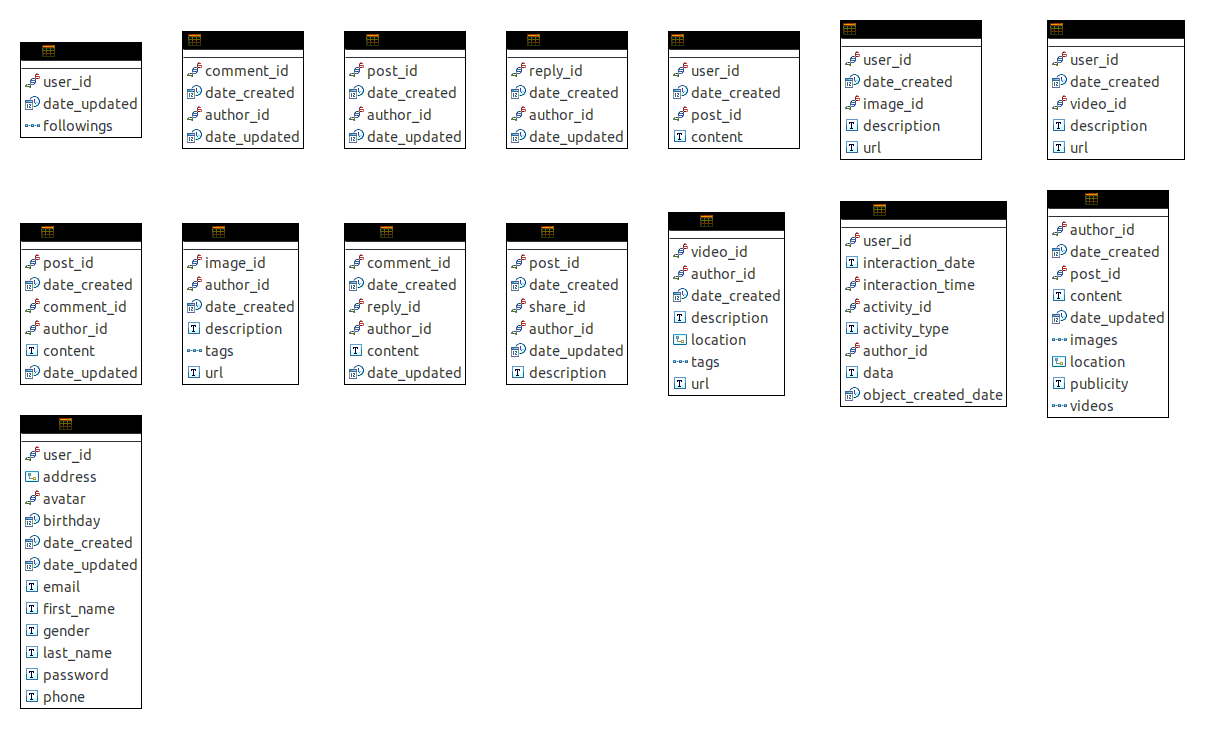 user_id
date_updated
followings
comment_id
date_created
author_id
date_updated
post_id
date_created
author_id
date_updated
reply_id
date_created
author_id
date_updated
user_id
date_created
post_id
content
user_id
date_created
image_id
description
url
user_id
date_created
video_id
description
url
post_id
date_created
comment_id
author_id
content
date_updated
image_id
author_id
date_created
description
tags
url
comment_id
date_created
reply_id
author_id
content
date_updated
post_id
date_created
share_id
author_id
date_updated
description
video_id
author_id
date_created
description
location
tags
url
user_id
interaction_date
interaction_time
activity_id
activity_type
author_id
data
object_created_date
author_id
date_created
post_id
content
date_updated
images
location
publicity
videos
user_id
address
avatar
birthday
date_created
date_updated
email
first_name
gender
last_name
password
phone